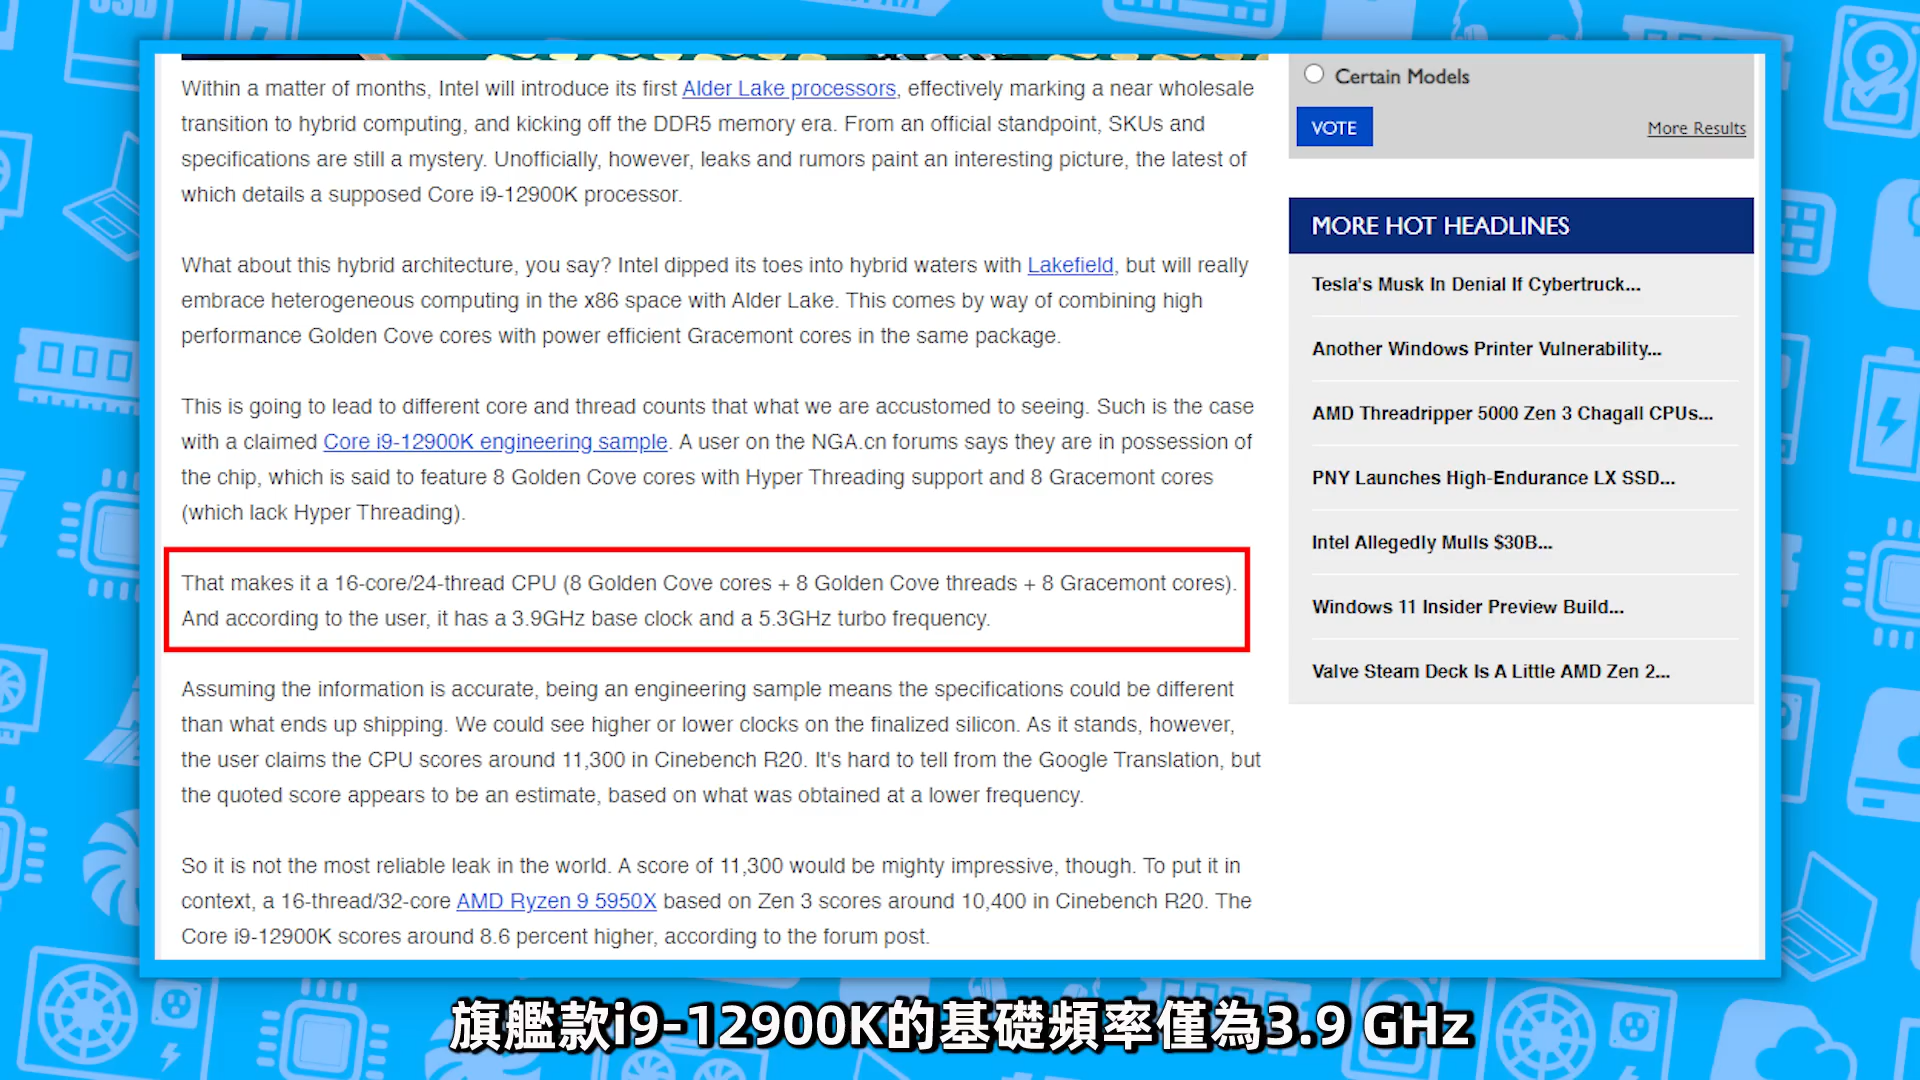 Within a matter of months, Intel will introduce its first Alder Lake processors, effectively marking a near wholesale
transition to hybrid computing, and kicking off the DDR5 memory era. From an official standpoint, SKUs and
specifications are still a mystery. Unofficially, however, leaks and rumors paint an interesting picture, the latest of
which details a supposed Core i9-12900K processor.
What about this hybrid architecture, you say? Intel dipped its toes into hybrid waters with Lakefield, but will really
embrace heterogeneous computing in the x86 space with Alder Lake. This comes by way of combining high
performance Golden Cove cores with power efficient Gracemont cores in the same package.
This is going to lead to different core and thread counts that what we are accustomed to seeing. Such is the case
with a claimed Core i9-12900K engineering sample. A user on the NGA.cn forums says they are in possession of
the chip, which is said to feature 8 Golden Cove cores with Hyper Threading support and 8 Gracemont cores
(which lack Hyper Threading).
That makes it a 16-core/24-thread CPU (8 Golden Cove cores + 8 Golden Cove threads + 8 Gracemont cores).
And according to the user, it has a 3.9GHz base clock and a 5.3GHz turbo frequency.
Assuming the information is accurate, being an engineering sample means the specifications could be different
than what ends up shipping. We could see higher or lower clocks on the finalized silicon. As it stands, however,
the user claims the CPU scores around 11,300 in Cinebench R20. It's hard to tell from the Google Translation, but
the quoted score appears to be an estimate, based on what was obtained at a lower frequency.
So it is not the most reliable leak in the world. A score of 11,300 would be mighty impressive, though. To put it in
context, a 16-thread/32-core AMD Ryzen 9 5950X based on Zen 3 scores around 10,400 in Cinebench R20. The
Core i9-12900K scores around 8.6 percent higher, according to the forum post.
Certain Models
VOTE
More Results
MORE HOT HEADLINES
Tesla's Musk In Denial If Cybertruck...
Another Windows Printer Vulnerability...
AMD Threadripper 5000 Zen 3 Chagall CPUs...
PNY Launches High-Endurance LX SSD...
Intel Allegedly Mulls $30B...
Windows 11 Insider Preview Build...
Valve Steam Deck Is A Little AMD Zen 2...
旗艦款i9-12900K的基礎頻率僅為3.9 GHz